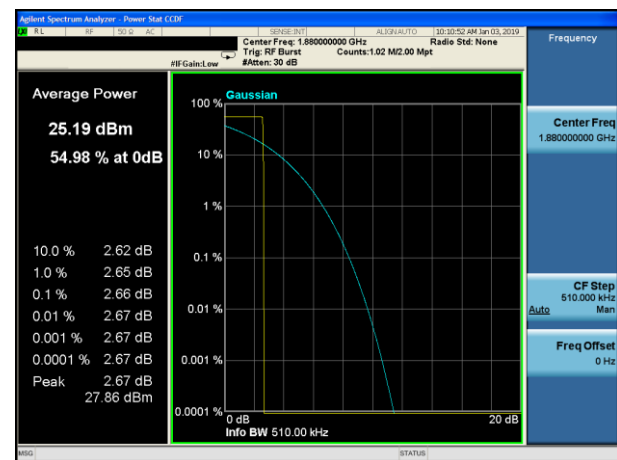 Agilent Spectrum Analyzer - Power Stat CCDF
RL RF 50 Ω AC SENSE:INT ALIGNAUTO 10:10:52 AM Jan 03, 2019
Center Freq: 1.880000000 GHz Radio Std: None
Trig: RF Burst Counts:1.02 M/2.00 Mpt
#IFGain:Low #Atten: 30 dB
Frequency
Average Power
25.19 dBm
54.98 % at 0dB
10.0 % 2.62 dB
1.0 % 2.65 dB
0.1 % 2.66 dB
0.01 % 2.67 dB
0.001 % 2.67 dB
0.0001 % 2.67 dB
Peak 2.67 dB
27.86 dBm
Gaussian
100 %
10 %
1 %
0.1 %
0.01 %
0.001 %
0.0001 %
0 dB 20 dB
Info BW 510.00 kHz
Center Freq
1.880000000 GHz
CF Step
510.000 kHz
Auto Man
Freq Offset
0 Hz
MSG STATUS